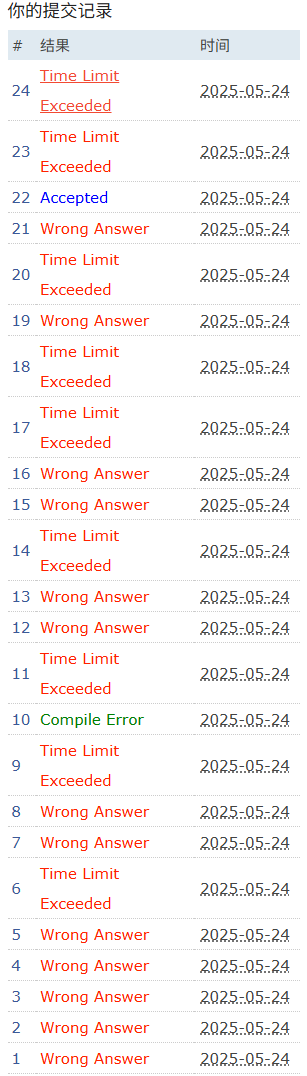 你的提交记录
# 结果 时间
24 Time Limit Exceeded 2025-05-24
23 Time Limit Exceeded 2025-05-24
22 Accepted 2025-05-24
21 Wrong Answer 2025-05-24
20 Time Limit Exceeded 2025-05-24
19 Wrong Answer 2025-05-24
18 Time Limit Exceeded 2025-05-24
17 Time Limit Exceeded 2025-05-24
16 Wrong Answer 2025-05-24
15 Wrong Answer 2025-05-24
14 Time Limit Exceeded 2025-05-24
13 Wrong Answer 2025-05-24
12 Wrong Answer 2025-05-24
11 Time Limit Exceeded 2025-05-24
10 Compile Error 2025-05-24
9 Time Limit Exceeded 2025-05-24
8 Wrong Answer 2025-05-24
7 Wrong Answer 2025-05-24
6 Time Limit Exceeded 2025-05-24
5 Wrong Answer 2025-05-24
4 Wrong Answer 2025-05-24
3 Wrong Answer 2025-05-24
2 Wrong Answer 2025-05-24
1 Wrong Answer 2025-05-24